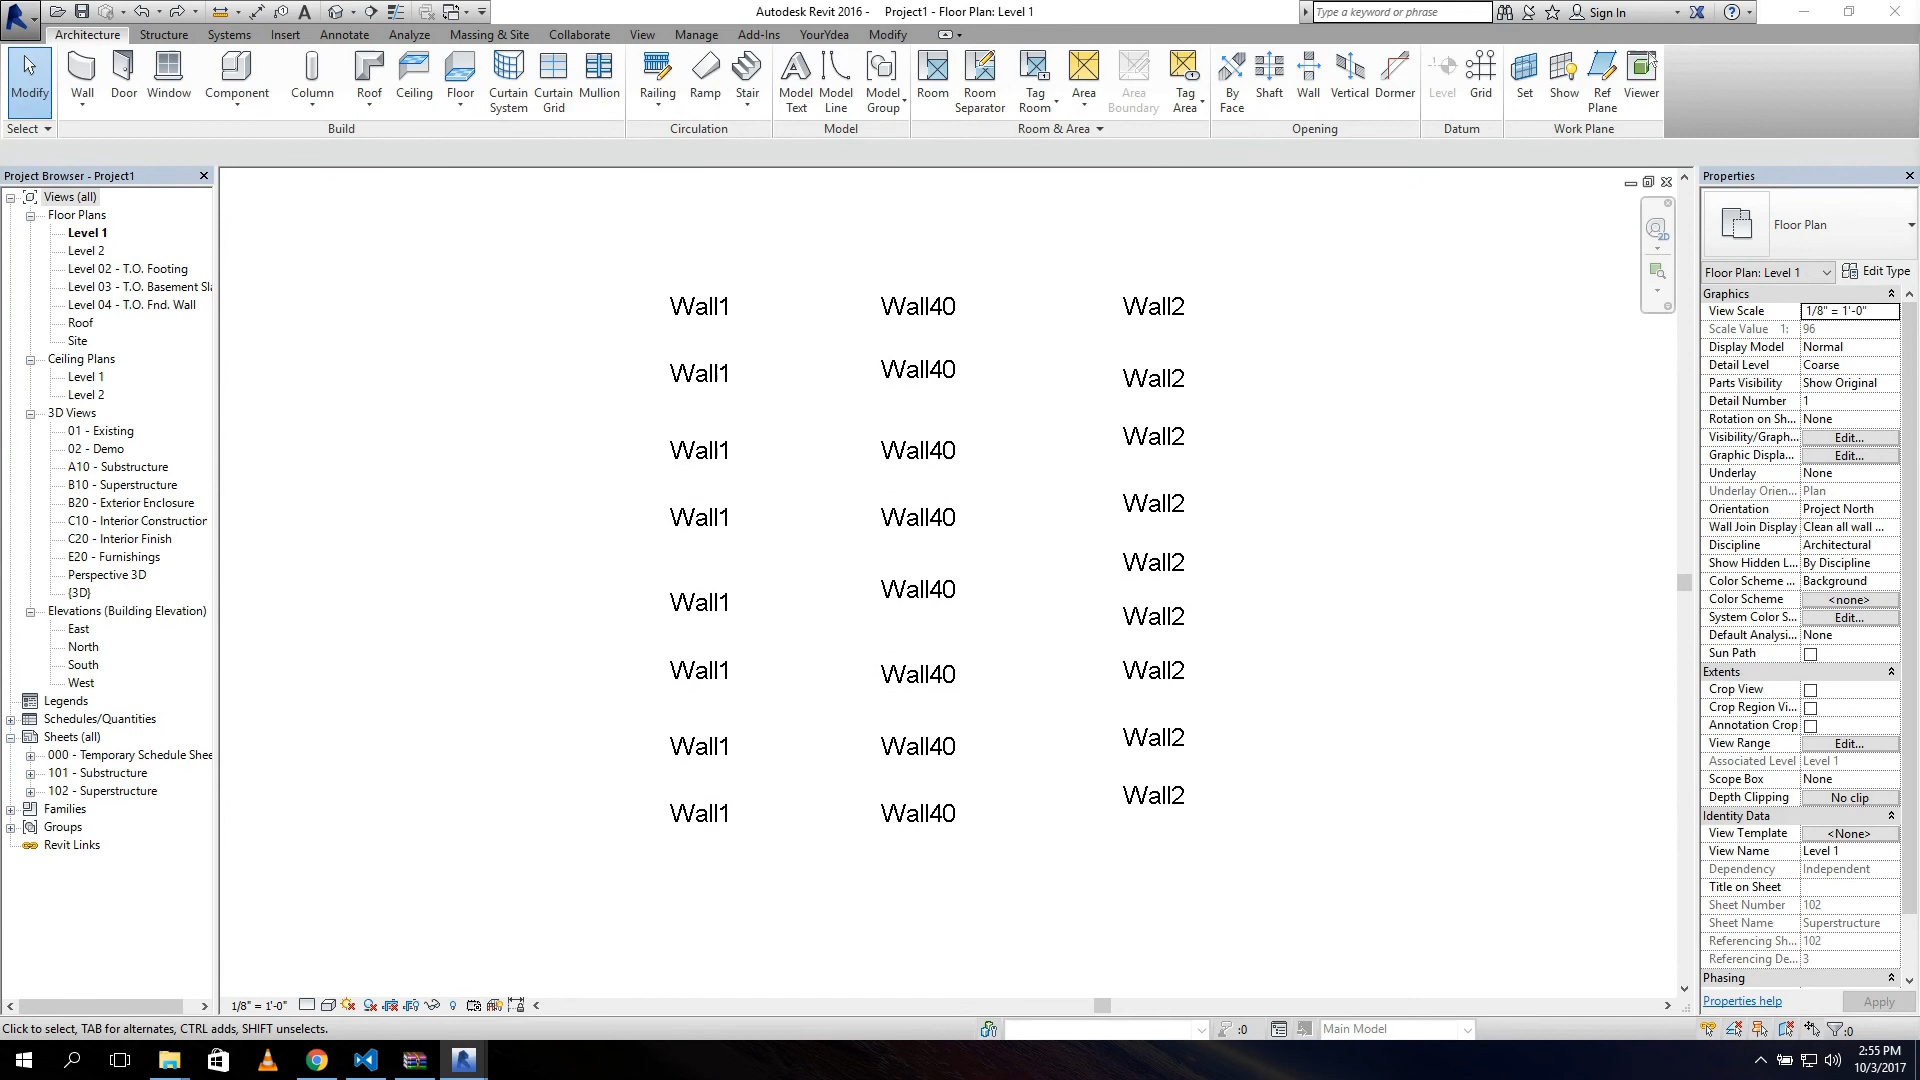 Autodesk Revit 2016 - Project1 - Floor Plan: Level 1
Type a keyword or phrase
Sign In
Architecture Structure Systems Insert Annotate Analyze Massing & Site Collaborate View Manage Add-Ins YourYdea Modify
Modify Wall Door Window Component Column Roof Ceiling Floor Curtain System Curtain Grid Mullion Railing Ramp Stair Model Text Model Line Model Group Room Room Separator Tag Room Area Area Boundary Tag Area By Face Shaft Wall Vertical Dormer Level Grid Set Show Ref Plane Viewer
Select Build Circulation Model Room & Area Opening Datum Work Plane
Project Browser - Project1
Views (all)
Floor Plans
Level 1
Level 2
Level 02 - T.O. Footing
Level 03 - T.O. Basement Sl
Level 04 - T.O. Fnd. Wall
Roof
Site
Ceiling Plans
Level 1
Level 2
3D Views
01 - Existing
02 - Demo
A10 - Substructure
B10 - Superstructure
B20 - Exterior Enclosure
C10 - Interior Construction
C20 - Interior Finish
E20 - Furnishings
Perspective 3D
{3D}
Elevations (Building Elevation)
East
North
South
West
Legends
Schedules/Quantities
Sheets (all)
000 - Temporary Schedule Shee
101 - Substructure
102 - Superstructure
Families
Groups
Revit Links
Wall1 Wall40 Wall2
Wall1 Wall40 Wall2
Wall1 Wall40 Wall2
Wall1 Wall40 Wall2
Wall2
Wall1 Wall40 Wall2
Wall1 Wall40 Wall2
Wall1 Wall40 Wall2
Wall1 Wall40 Wall2
2D
Properties
Floor Plan
Floor Plan: Level 1 Edit Type
Graphics
View Scale 1/8" = 1'-0"
Scale Value 1: 96
Display Model Normal
Detail Level Coarse
Parts Visibility Show Original
Detail Number 1
Rotation on Sh... None
Visibility/Graph... Edit...
Graphic Displa... Edit...
Underlay None
Underlay Orien... Plan
Orientation Project North
Wall Join Display Clean all wall ...
Discipline Architectural
Show Hidden L... By Discipline
Color Scheme ... Background
Color Scheme <none>
System Color S... Edit...
Default Analysi... None
Sun Path
Extents
Crop View
Crop Region Vi...
Annotation Crop
View Range Edit...
Associated Level Level 1
Scope Box None
Depth Clipping No clip
Identity Data
View Template <None>
View Name Level 1
Dependency Independent
Title on Sheet
Sheet Number 102
Sheet Name Superstructure
Referencing Sh... 102
Referencing De... 3
Phasing
Properties help Apply
1/8" = 1'-0"
Click to select, TAB for alternates, CTRL adds, SHIFT unselects.
:0 Main Model :0
2:55 PM
10/3/2017